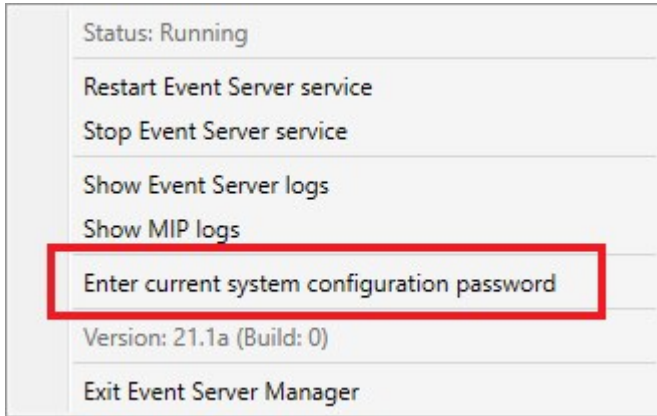 Status: Running
Restart Event Server service
Stop Event Server service
Show Event Server logs
Show MIP logs
Enter current system configuration password
Version: 21.1a (Build: 0)
Exit Event Server Manager